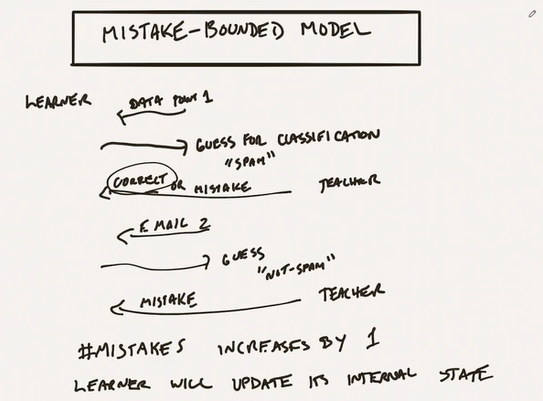 MISTAKE-BOUNDED MODEL
LEARNER
DATA POINT 1
GUESS FOR CLASSIFICATION
"SPAM"
CORRECT OR MISTAKE TEACHER
EMAIL 2
GUESS
"NOT-SPAM"
MISTAKE TEACHER
#MISTAKES INCREASES BY 1
LEARNER WILL UPDATE ITS INTERNAL STATE